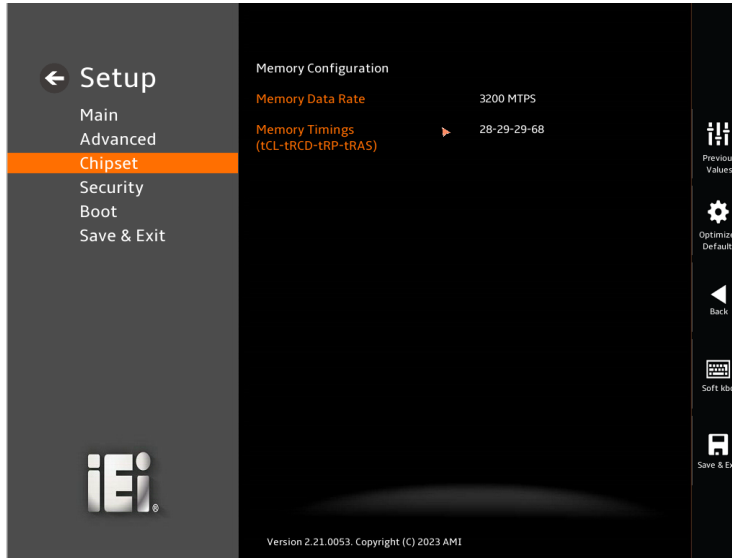 Setup
Main
Advanced
Chipset
Security
Boot
Save & Exit
iEi®
Memory Configuration
Memory Data Rate 3200 MTPS
Memory Timings 28-29-29-68
(tCL-tRCD-tRP-tRAS)
Version 2.21.0053. Copyright (C) 2023 AMI
Previou
Values
Optimize
Default
Back
Soft kb
Save & E